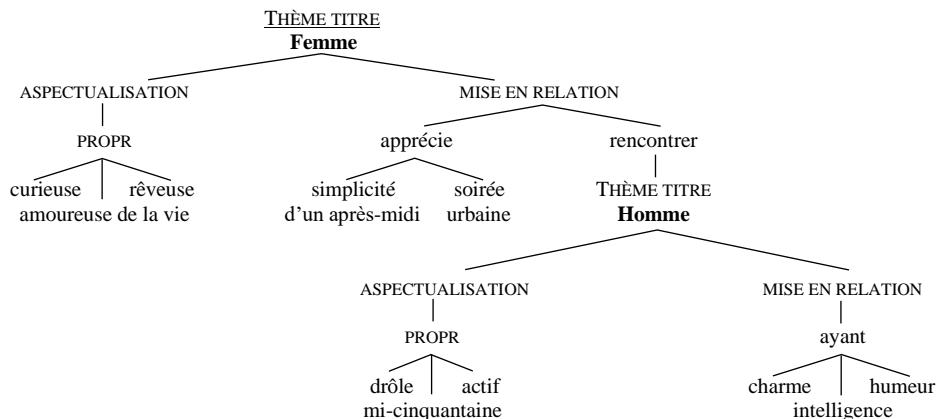 THÈME TITRE
Femme
ASPECTUALISATION MISE EN RELATION
PROPR apprécie rencontrer
curieuse rêveuse simplicité soirée THÈME TITRE
amoureuse de la vie d'un après-midi urbaine Homme
ASPECTUALISATION MISE EN RELATION
PROPR ayant
drôle actif charme humeur
mi-cinquantaine intelligence